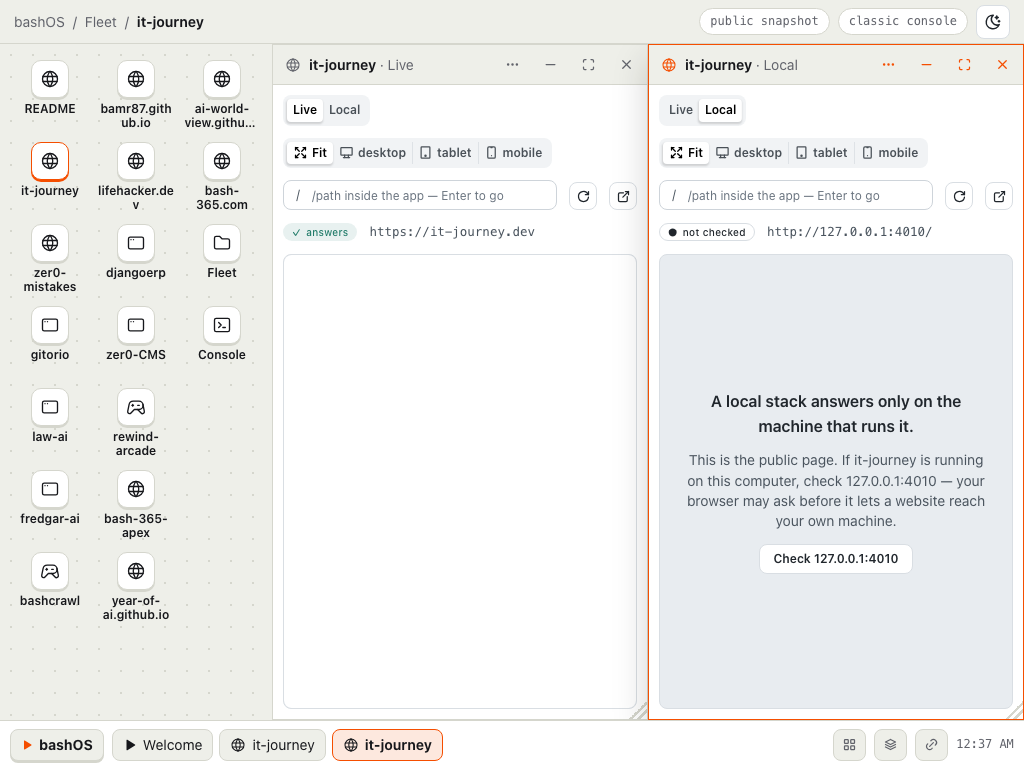 bashOS / Fleet / it-journey
public snapshot
classic console
README
bamr87.gith
ub.io
ai-world-
view.githu...
it-journey
lifehacker.de
v
bash-
365.com
zer0-
mistakes
djangoerp
Fleet
gitorio
zer0-CMS
Console
law-ai
rewind-
arcade
fredgar-ai
bash-365-
apex
bashcrawl
year-of-
ai.github.io
it-journey · Live
Live Local
Fit desktop tablet mobile
/ /path inside the app — Enter to go
✓ answers https://it-journey.dev
it-journey · Local
Live Local
Fit desktop tablet mobile
/ /path inside the app — Enter to go
not checked http://127.0.0.1:4010/
A local stack answers only on the
machine that runs it.
This is the public page. If it-journey is running
on this computer, check 127.0.0.1:4010 — your
browser may ask before it lets a website reach
your own machine.
Check 127.0.0.1:4010
bashOS
Welcome
it-journey
it-journey
12:37 AM